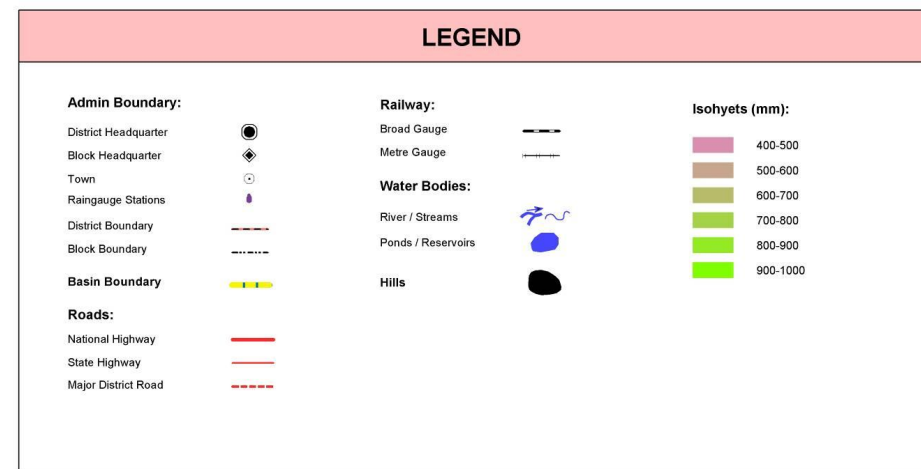 LEGEND
Admin Boundary:
District Headquarter
Block Headquarter
Town
Raingauge Stations
District Boundary
Block Boundary
Basin Boundary
Roads:
National Highway
State Highway
Major District Road
Railway:
Broad Gauge
Metre Gauge
Water Bodies:
River / Streams
Ponds / Reservoirs
Hills
Isohyets (mm):
400-500
500-600
600-700
700-800
800-900
900-1000